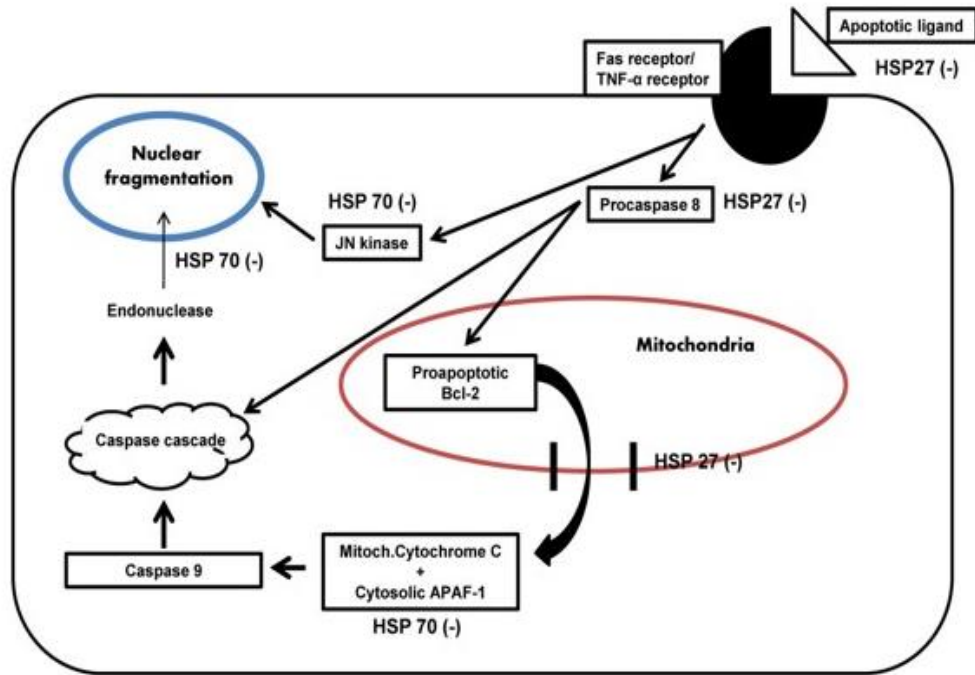 Apoptotic ligand
HSP27 (-)
Fas receptor/
TNF-α receptor
Nuclear
fragmentation
HSP 70 (-)
JN kinase
Procaspase 8
HSP27 (-)
HSP 70 (-)
Endonuclease
Mitochondria
Proapoptotic
Bcl-2
Caspase cascade
HSP 27 (-)
Mitoch.Cytochrome C
+
Cytosolic APAF-1
Caspase 9
HSP 70 (-)